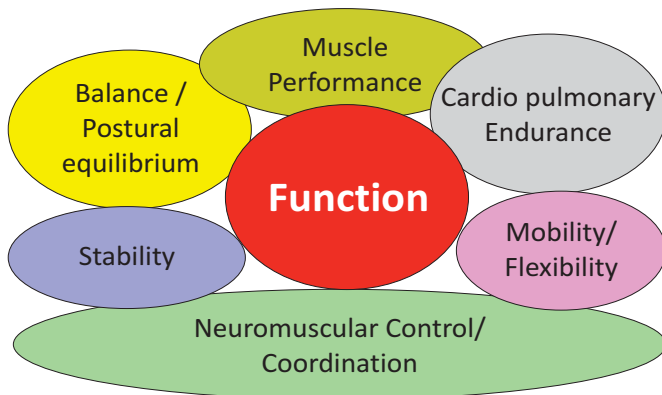 Muscle
Performance
Balance /
Postural
equilibrium
Cardio pulmonary
Endurance
Function
Stability
Mobility/
Flexibility
Neuromuscular Control/
Coordination